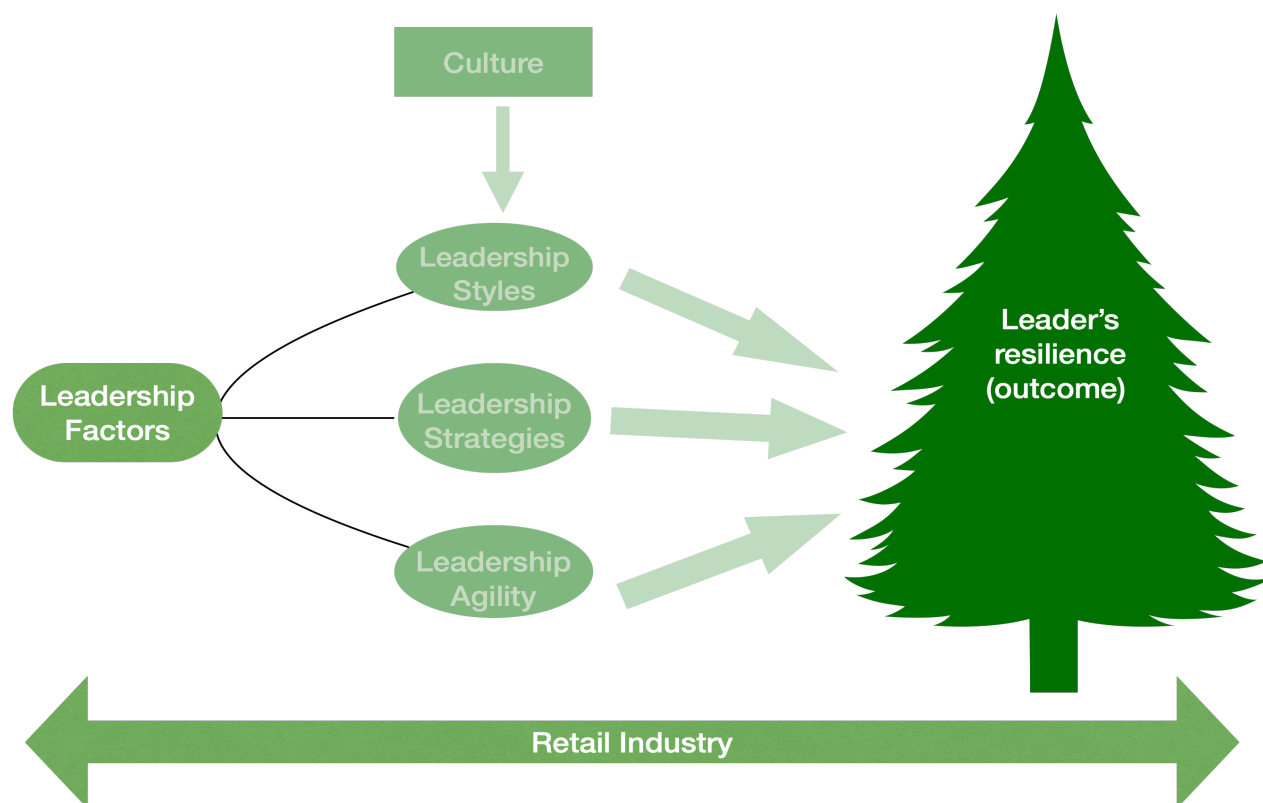 Culture
Leadership
Styles
Leadership
Factors
Leadership
Strategies
Leadership
Agility
Leader’s
resilience
(outcome)
Retail Industry